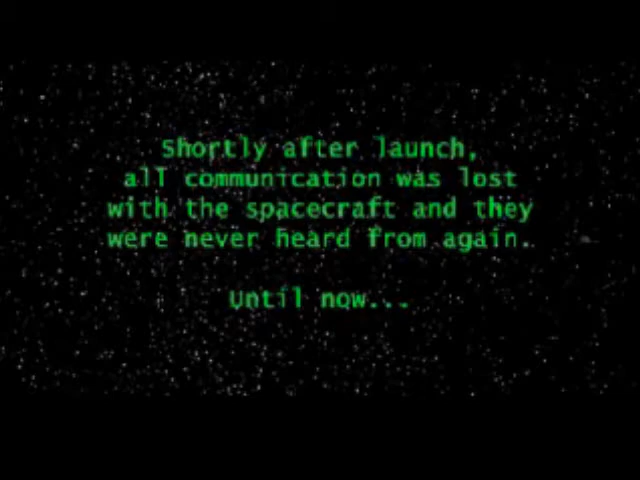 Shortly after launch,
all communication was lost
with the spacecraft and they
were never heard from again.
Until now...